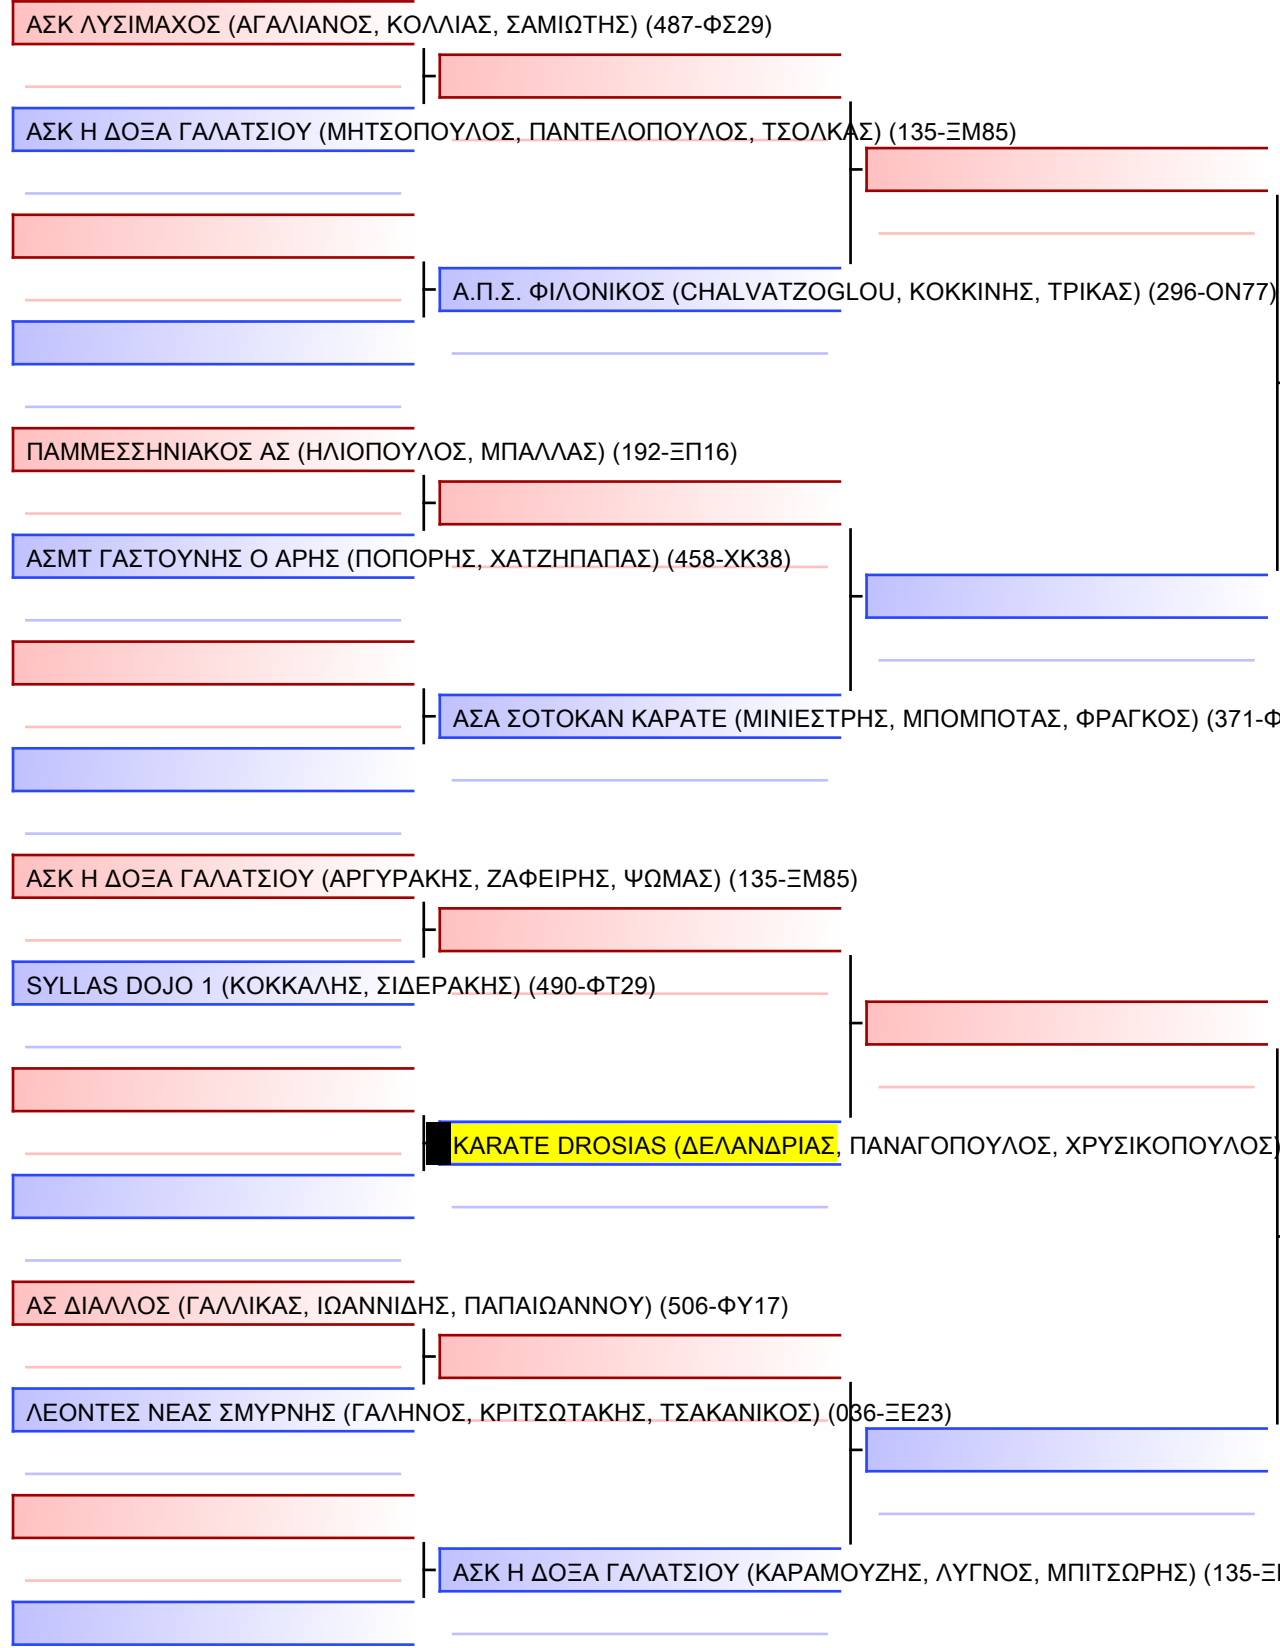 ΑΣΚ ΛΥΣΙΜΑΧΟΣ (ΑΓΑΛΙΑΝΟΣ, ΚΟΛΛΙΑΣ, ΣΑΜΙΩΤΗΣ) (487-ΦΣ29)
ΑΣΚ Η ΔΟΞΑ ΓΑΛΑΤΣΙΟΥ (ΜΗΤΣΟΠΟΥΛΟΣ, ΠΑΝΤΕΛΟΠΟΥΛΟΣ, ΤΣΟΛΚΑΣ) (135-ΞΜ85)
Α.Π.Σ. ΦΙΛΟΝΙΚΟΣ (CHALVATZOGLOU, ΚΟΚΚΙΝΗΣ, ΤΡΙΚΑΣ) (296-ΟΝ77)
ΠΑΜΜΕΣΣΗΝΙΑΚΟΣ ΑΣ (ΗΛΙΟΠΟΥΛΟΣ, ΜΠΑΛΛΑΣ) (192-ΞΠ16)
ΑΣΜΤ ΓΑΣΤΟΥΝΗΣ Ο ΑΡΗΣ (ΠΟΠΟΡΗΣ, ΧΑΤΖΗΠΑΠΑΣ) (458-ΧΚ38)
ΑΣΑ ΣΟΤΟΚΑΝ ΚΑΡΑΤΕ (ΜΙΝΙΕΣΤΡΗΣ, ΜΠΟΜΠΟΤΑΣ, ΦΡΑΓΚΟΣ) (371-Φ
ΑΣΚ Η ΔΟΞΑ ΓΑΛΑΤΣΙΟΥ (ΑΡΓΥΡΑΚΗΣ, ΖΑΦΕΙΡΗΣ, ΨΩΜΑΣ) (135-ΞΜ85)
SYLLAS DOJO 1 (ΚΟΚΚΑΛΗΣ, ΣΙΔΕΡΑΚΗΣ) (490-ΦΤ29)
KARATE DROSIAS (ΔΕΛΑΝΔΡΙΑΣ, ΠΑΝΑΓΟΠΟΥΛΟΣ, ΧΡΥΣΙΚΟΠΟΥΛΟΣ)
ΑΣ ΔΙΑΛΛΟΣ (ΓΑΛΛΙΚΑΣ, ΙΩΑΝΝΙΔΗΣ, ΠΑΠΑΙΩΑΝΝΟΥ) (506-ΦΥ17)
ΛΕΟΝΤΕΣ ΝΕΑΣ ΣΜΥΡΝΗΣ (ΓΑΛΗΝΟΣ, ΚΡΙΤΣΩΤΑΚΗΣ, ΤΣΑΚΑΝΙΚΟΣ) (036-ΞΕ23)
ΑΣΚ Η ΔΟΞΑ ΓΑΛΑΤΣΙΟΥ (ΚΑΡΑΜΟΥΖΗΣ, ΛΥΓΝΟΣ, ΜΠΙΤΣΩΡΗΣ) (135-Ξ